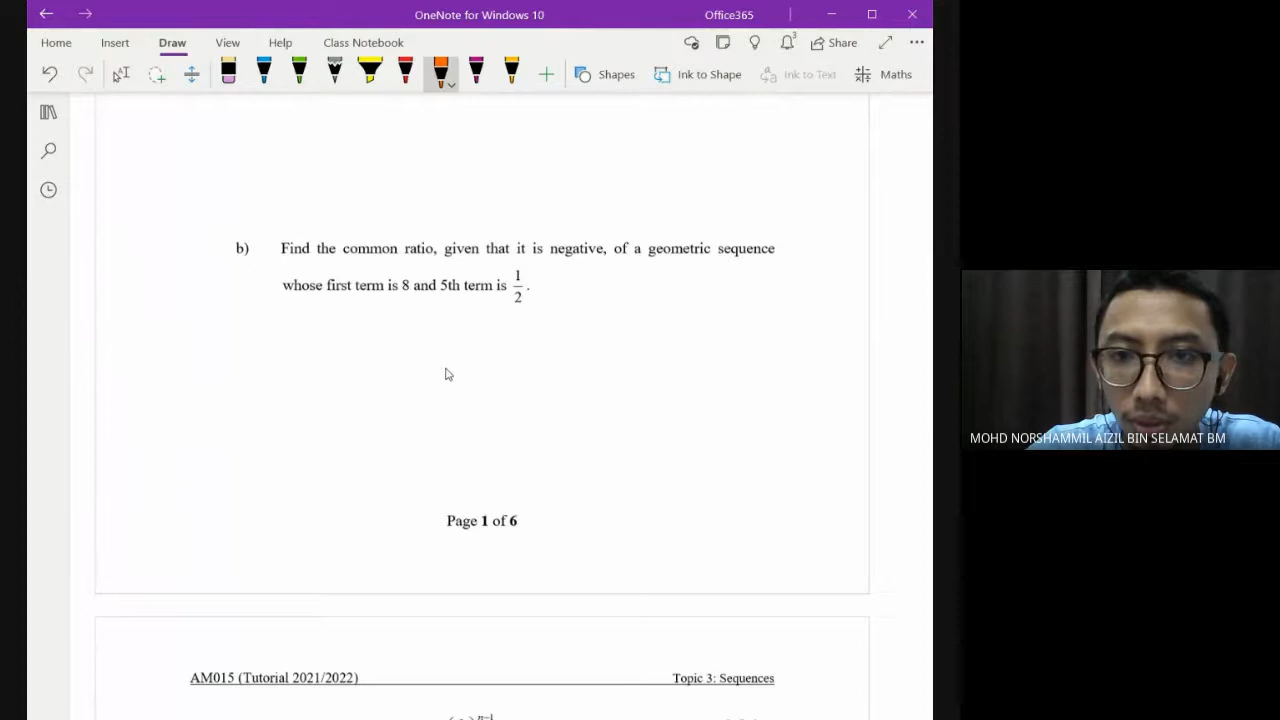 OneNote for Windows 10
Office365
Home
Insert
Draw
View
Help
Class Notebook
3
Share
Shapes
Ink to Shape
Ink to Text
Maths
b) Find the common ratio, given that it is negative, of a geometric sequence
whose first term is 8 and 5th term is 1/2.
Page 1 of 6
MOHD NORSHAMMIL AIZIL BIN SELAMAT BM
AM015 (Tutorial 2021/2022)
Topic 3: Sequences
n−1